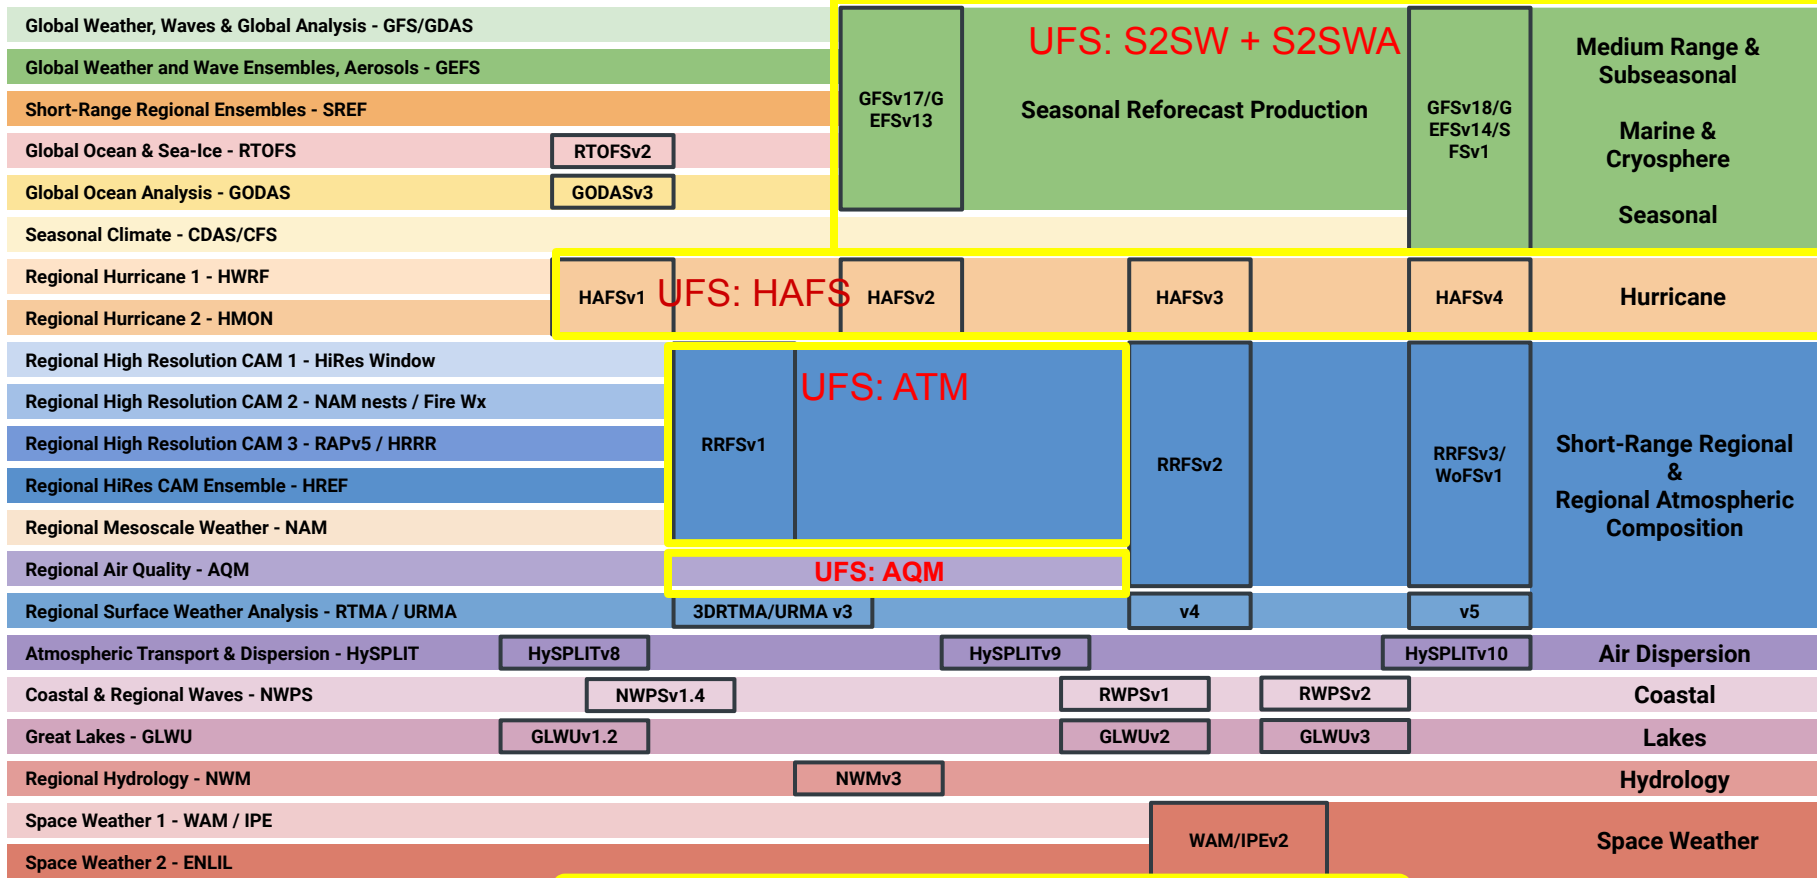 Global Weather, Waves & Global Analysis - GFS/GDAS
Global Weather and Wave Ensembles, Aerosols - GEFS
Short-Range Regional Ensembles - SREF
Global Ocean & Sea-Ice - RTOFS
Global Ocean Analysis - GODAS
Seasonal Climate - CDAS/CFS
Regional Hurricane 1 - HWRF
Regional Hurricane 2 - HMON
Regional High Resolution CAM 1 - HiRes Window
Regional High Resolution CAM 2 - NAM nests / Fire Wx
Regional High Resolution CAM 3 - RAPv5 / HRRR
Regional HiRes CAM Ensemble - HREF
Regional Mesoscale Weather - NAM
Regional Air Quality - AQM
Regional Surface Weather Analysis - RTMA / URMA
Atmospheric Transport & Dispersion - HySPLIT
Coastal & Regional Waves - NWPS
Great Lakes - GLWU
Regional Hydrology - NWM
Space Weather 1 - WAM / IPE
Space Weather 2 - ENLIL
UFS: S2SW + S2SWA
GFSv17/G
EFSv13
Seasonal Reforecast Production
GFSv18/G
EFSv14/S
FSv1
Medium Range &
Subseasonal
Marine &
Cryosphere
Seasonal
RTOFSv2
GODASv3
HAFSv1
UFS: HAFS
HAFSv2
HAFSv3
HAFSv4
Hurricane
UFS: ATM
RRFSv1
RRFSv2
RRFSv3/
WoFSv1
Short-Range Regional
&
Regional Atmospheric
Composition
UFS: AQM
3DRTMA/URMA v3
v4
v5
HySPLITv8
HySPLITv9
HySPLITv10
Air Dispersion
NWPSv1.4
RWPSv1
RWPSv2
Coastal
GLWUv1.2
GLWUv2
GLWUv3
Lakes
NWMv3
Hydrology
WAM/IPEv2
Space Weather